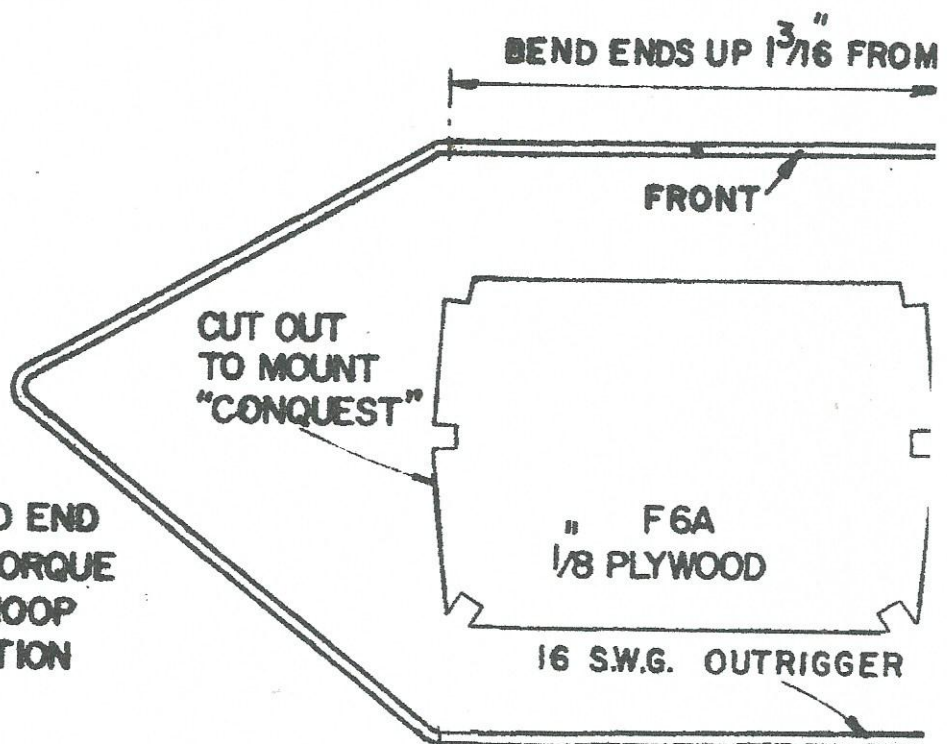 BEND ENDS UP 1 3/16" FROM
FRONT
CUT OUT
TO MOUNT
"CONQUEST"
END
F6A
1/8" PLYWOOD
16 S.W.G. OUTRIGGER